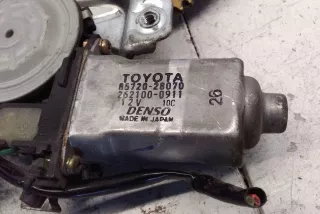 TOYOTA
85720-28070
262100-0911
12V 10C
DENSO
MADE IN JAPAN
26